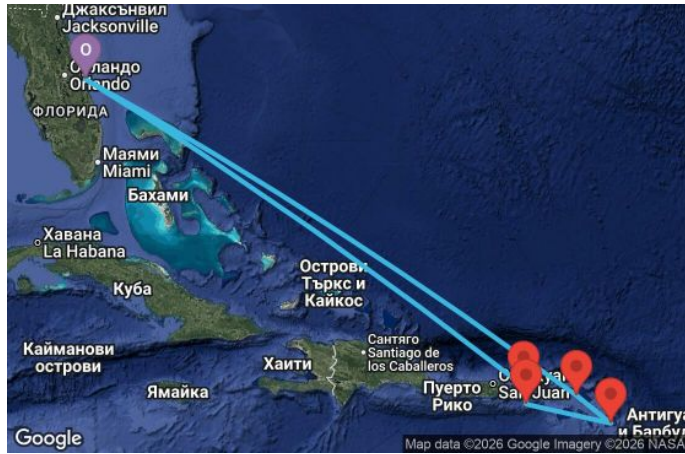 Джаксънвил
Jacksonville
O
Орландо
Orlando
ФЛОРИДА
Маями
Miami
Бахами
Хавана
La Habana
Куба
Острови
Търкс и
Кайкос
Кайманови
острови
Сантяго
Santiago de
los Caballeros
Хаити
Ямайка
Пуерто
Рико
San Juan
Антигуа
и Барбуд
Google
Map data ©2026 Google Imagery ©2026 NASA